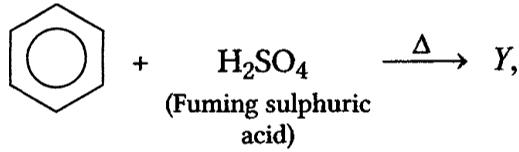 + H₂SO₄ Δ Y,
(Fuming sulphuric
acid)